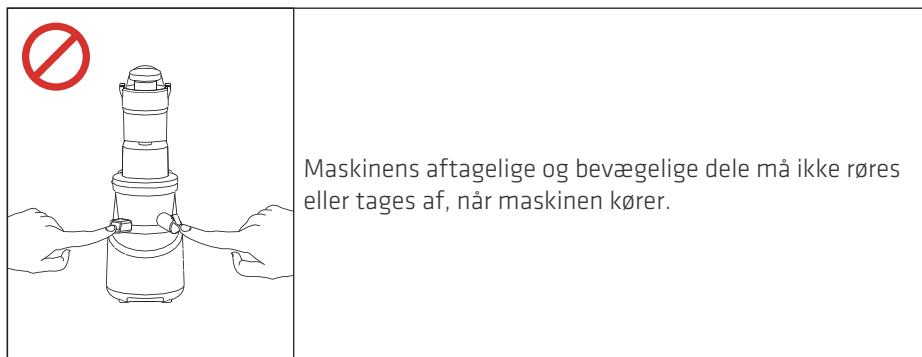 Maskinens aftagelige og bevægelige dele må ikke røres
eller tages af, når maskinen kører.